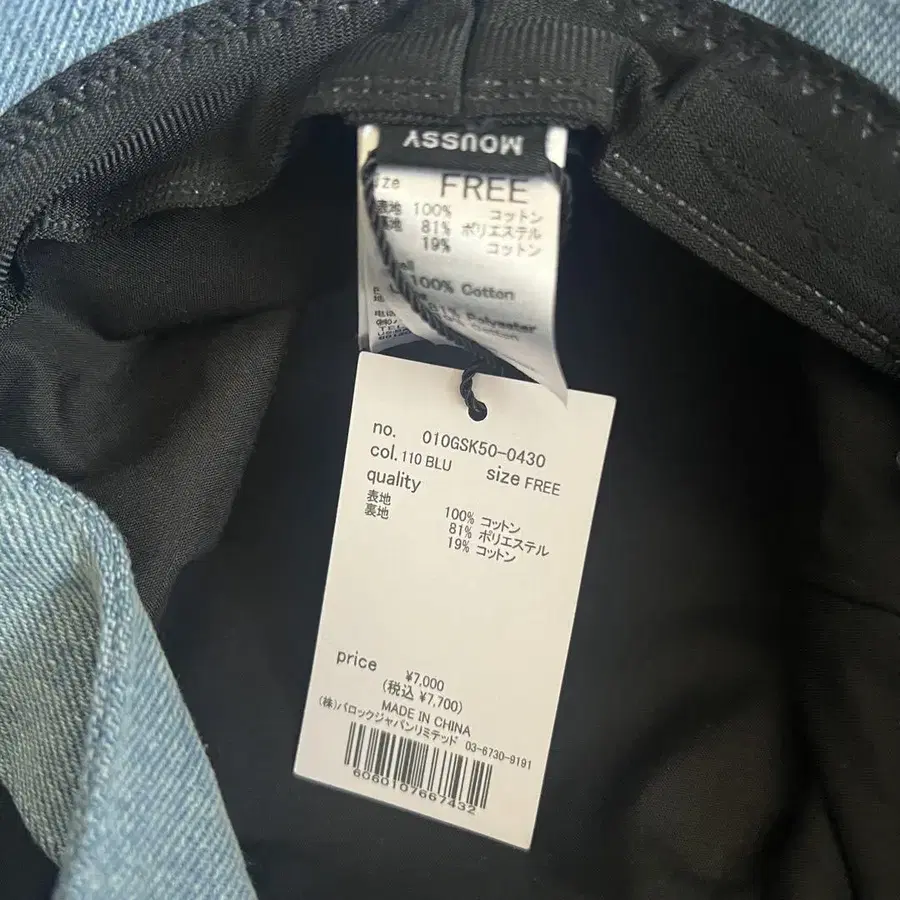 MOUSSY
FREE
表地 100% コットン
81% ポリエステル
19% コットン
100% Cotton
81% Polyester
Cotton
no. 010GSK50-0430
col. 110 BLU size FREE
quality
表地 100% コットン
裏地 81% ポリエステル
19% コットン
price ¥7,000
(税込 ¥7,700)
MADE IN CHINA
(株)バロックジャパンリミテッド 03-6730-9191
6060107667432